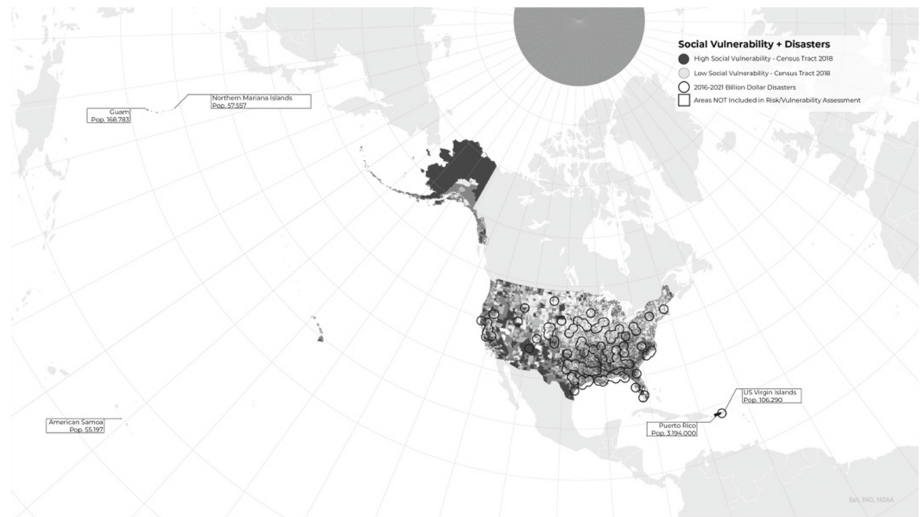 Social Vulnerability + Disasters
High Social Vulnerability - Census Tract 2018
Low Social Vulnerability - Census Tract 2018
2016-2021 Billion Dollar Disasters
Areas NOT Included in Risk/Vulnerability Assessment
Northern Mariana Islands
Pop. 57,557
Guam
Pop. 168,783
US Virgin Islands
Pop. 106,290
American Samoa
Pop. 55,197
Puerto Rico
Pop. 3,194,000
Esri, FAO, NOAA